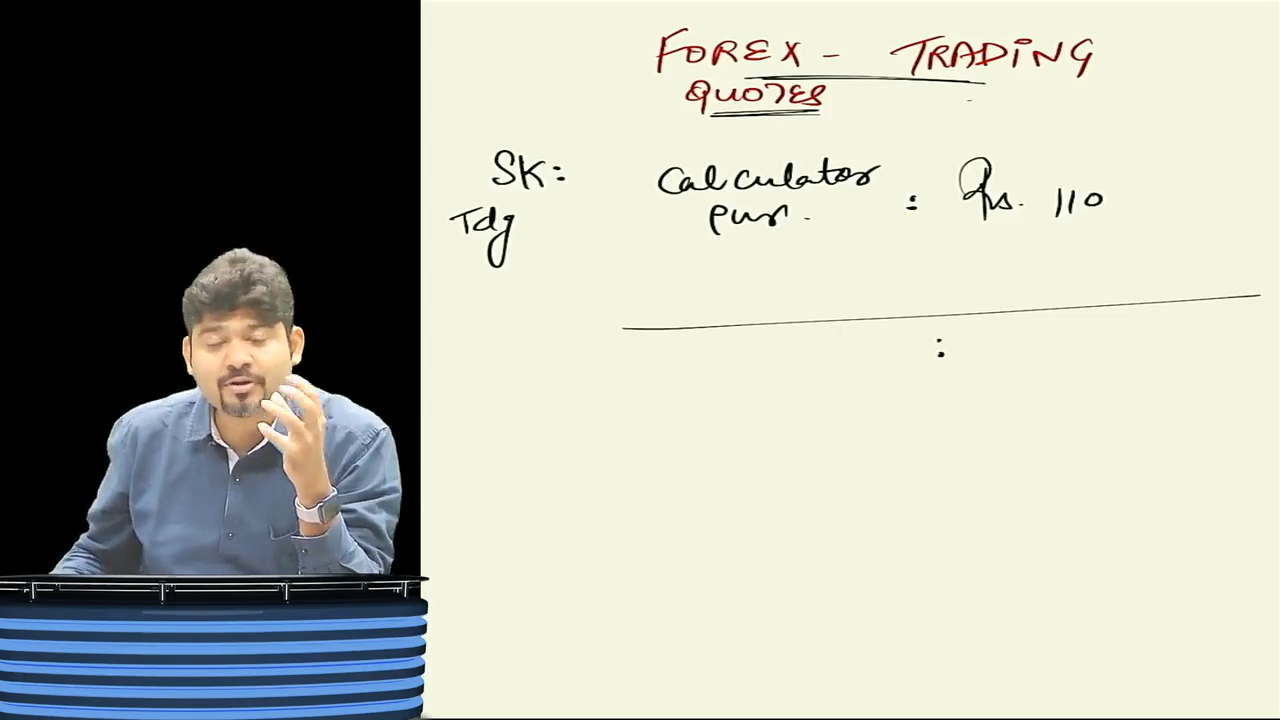 FOREX - TRADING
QUOTES
SK: Calculator
Tdg pur. : Rs. 110
: